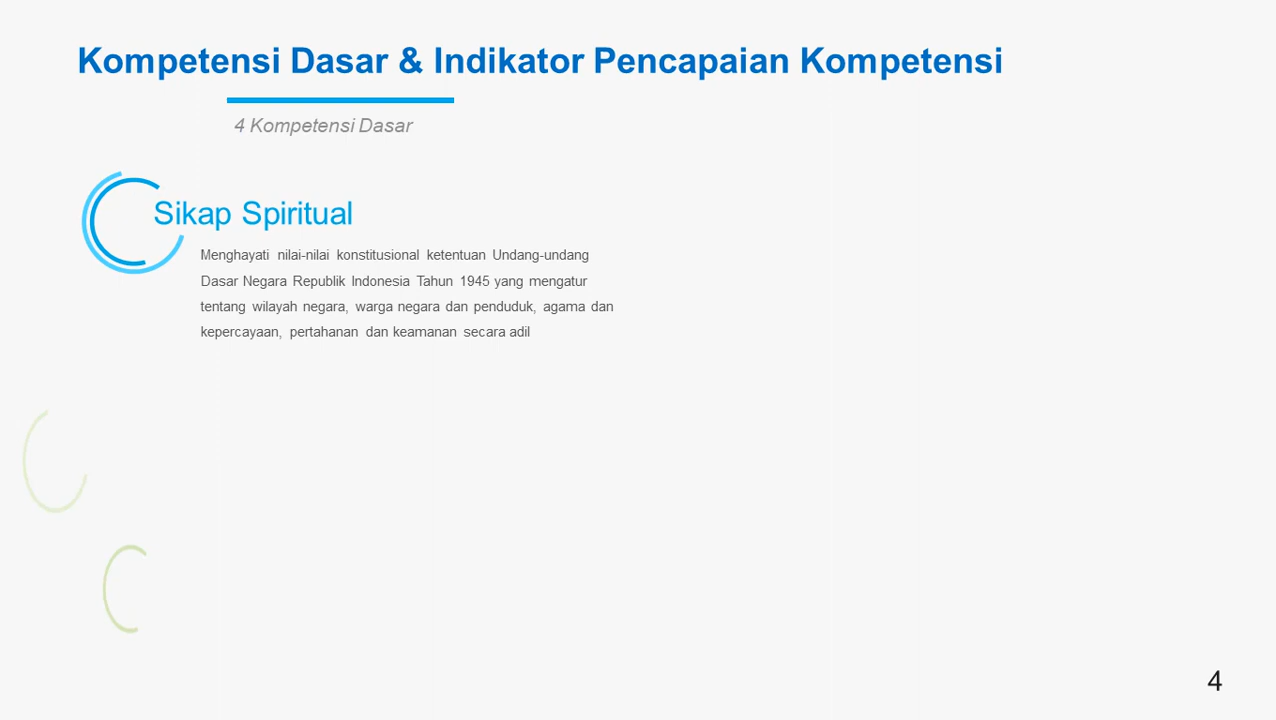 Kompetensi Dasar & Indikator Pencapaian Kompetensi
4 Kompetensi Dasar
Sikap Spiritual
Menghayati nilai-nilai konstitusional ketentuan Undang-undang
Dasar Negara Republik Indonesia Tahun 1945 yang mengatur
tentang wilayah negara, warga negara dan penduduk, agama dan
kepercayaan, pertahanan dan keamanan secara adil
4